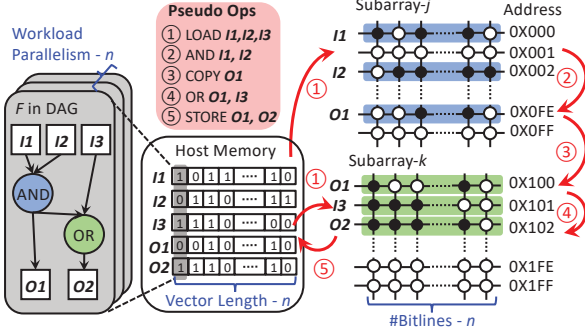 Workload
Parallelism - n
F in DAG
I1 I2 I3
AND
OR
O1 O2
Pseudo Ops
① LOAD I1,I2,I3
② AND I1, I2
③ COPY O1
④ OR O1, I3
⑤ STORE O1, O2
Host Memory
I1 1 0 1 1 ···· 1 0
I2 0 1 0 0 ···· 1 1
I3 1 1 1 0 ···· 0 0
O1 0 0 0 0 ···· 1 0
O2 1 1 1 0 ···· 1 0
Vector Length - n
①
①
⑤
Subarray-j Address
I1 0X000
0X001
I2 0X002
O1 0X0FE
0X0FF
②
③
Subarray-k
O1 0X100
I3 0X101
O2 0X102
④
0X1FE
0X1FF
#Bitlines - n